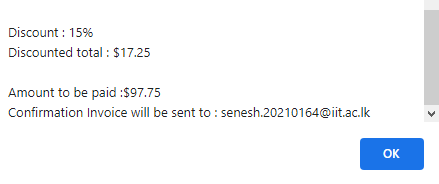 Discount : 15%
Discounted total : $17.25
Amount to be paid :$97.75
Confirmation Invoice will be sent to : senesh.20210164@iit.ac.lk
OK